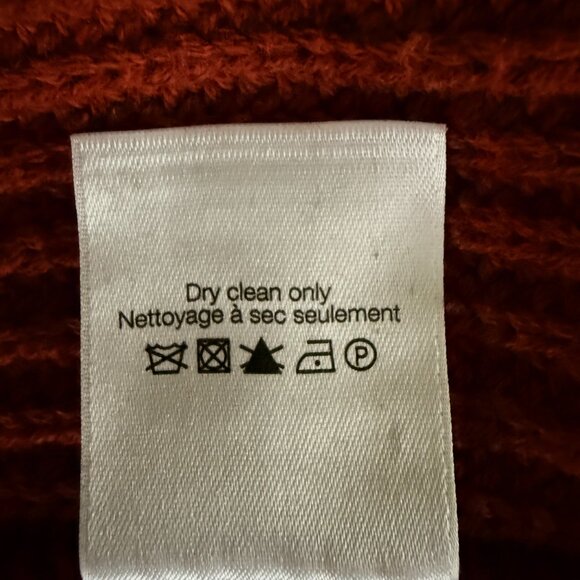 Dry clean only
Nettoyage à sec seulement
P